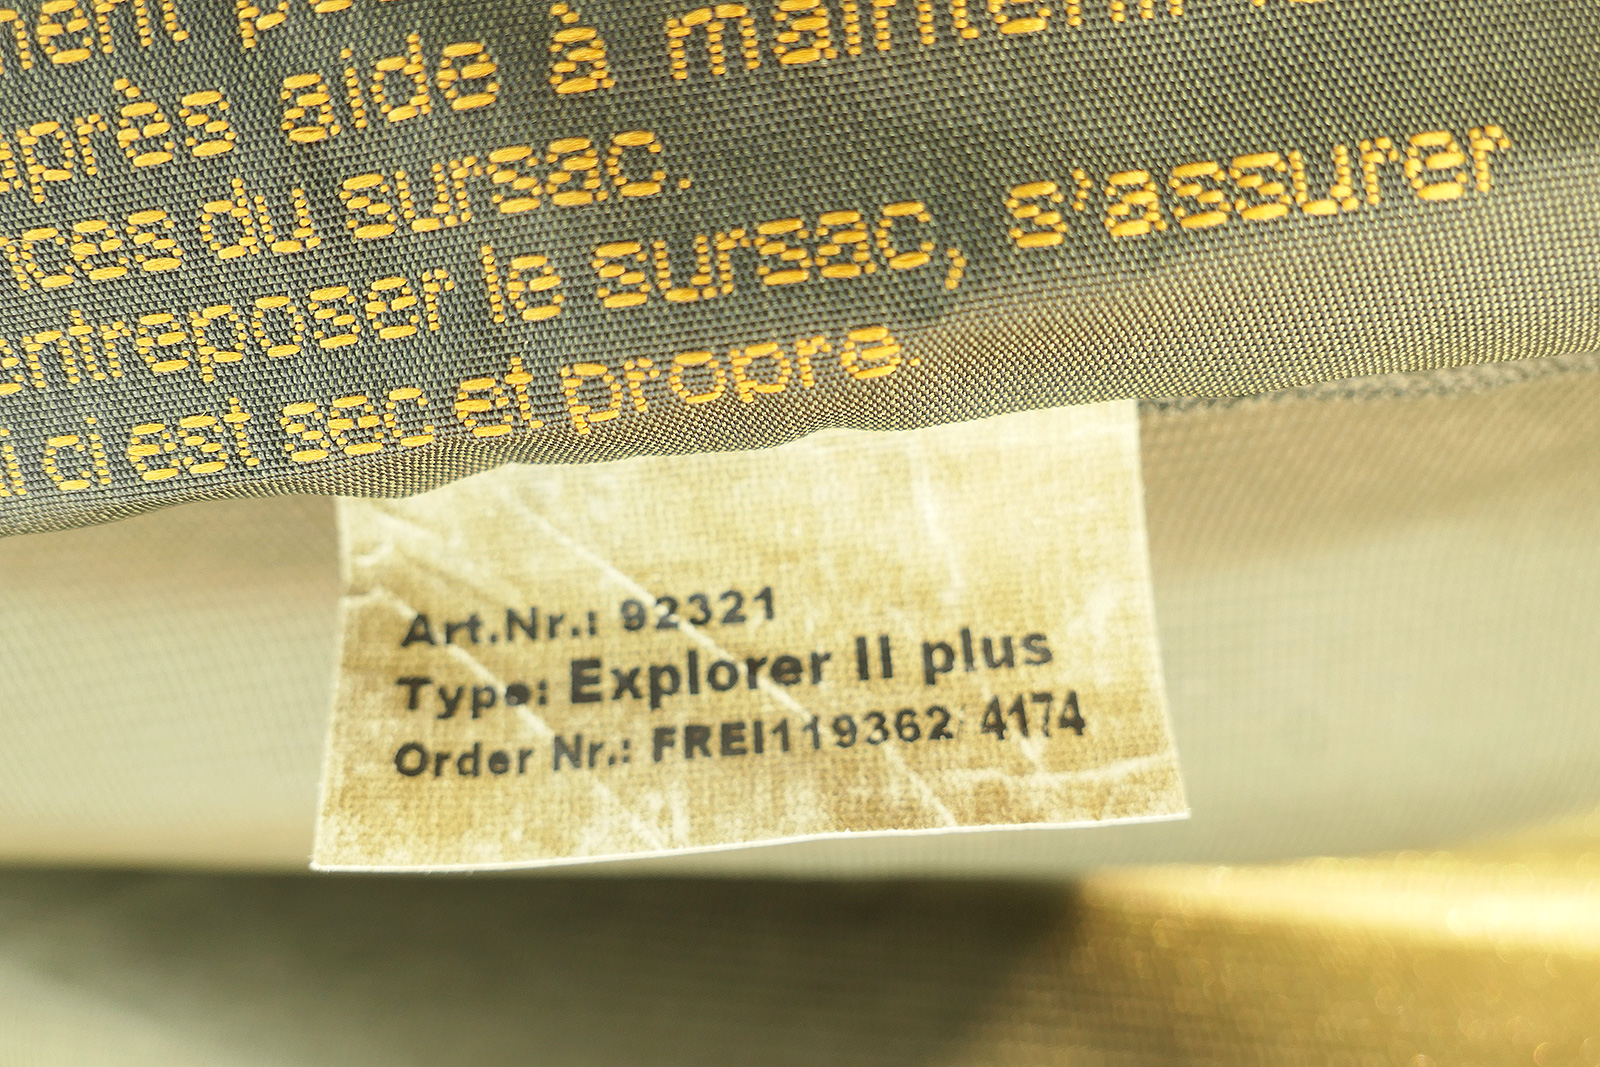 après aide à
du sursac.
entreposer le sursac, s'assurer
ci est sec et propre.
Art.Nr.: 92321
Type: Explorer II plus
Order Nr.: FREI119362 4174